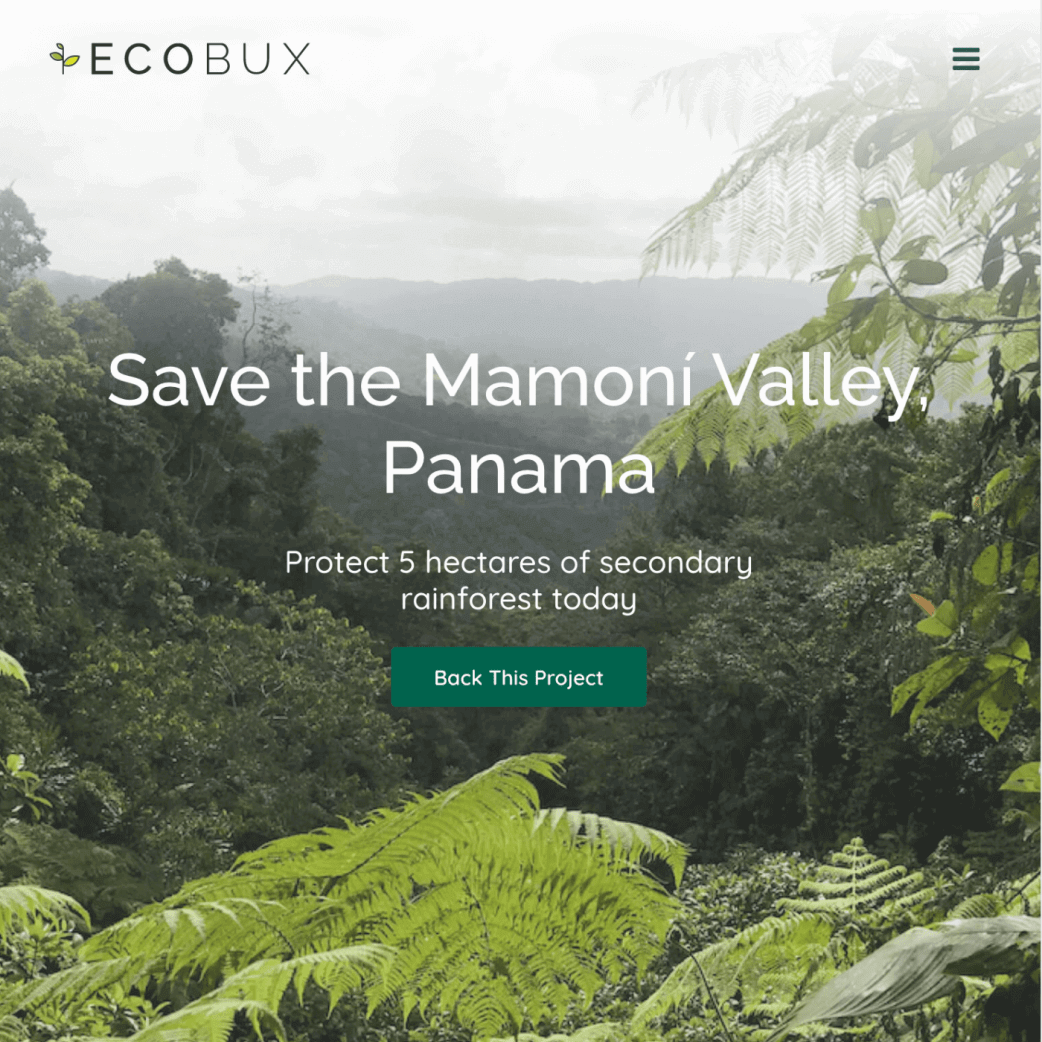 ECOBUX
Save the Mamoní Valley,
Panama
Protect 5 hectares of secondary
rainforest today
Back This Project